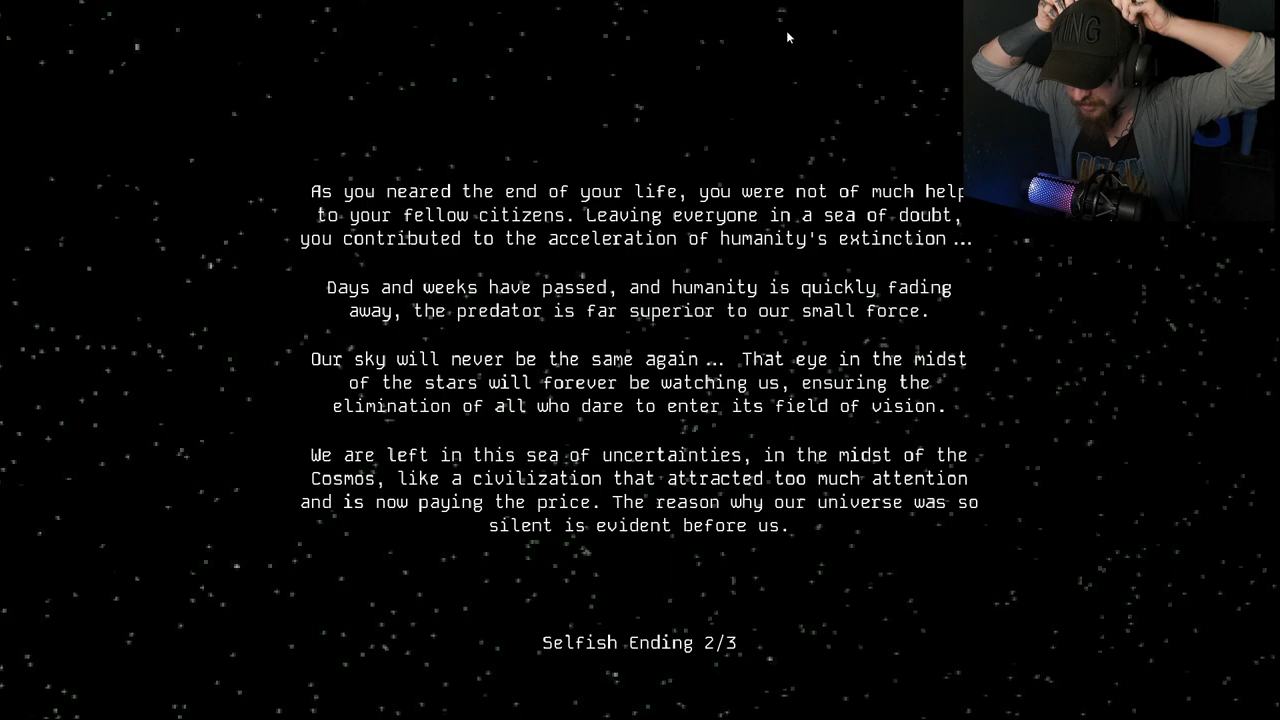 As you neared the end of your life, you were not of much help
to your fellow citizens. Leaving everyone in a sea of doubt,
you contributed to the acceleration of humanity's extinction ...
Days and weeks have passed, and humanity is quickly fading
away, the predator is far superior to our small force.
Our sky will never be the same again ... That eye in the midst
of the stars will forever be watching us, ensuring the
elimination of all who dare to enter its field of vision.
We are left in this sea of uncertainties, in the midst of the
Cosmos, like a civilization that attracted too much attention
and is now paying the price. The reason why our universe was so
silent is evident before us.
Selfish Ending 2/3